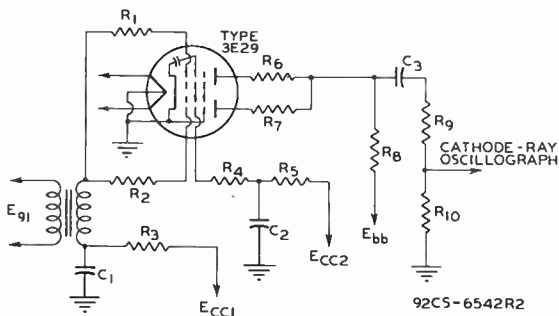 R1
TYPE
3E29
R6
C3
R7
R9
R8
CATHODE-RAY
OSCILLOGRAPH
R2
R4
R5
Eg1
R3
C2
Ebb
R10
C1
ECC2
ECC1
92CS-6542R2